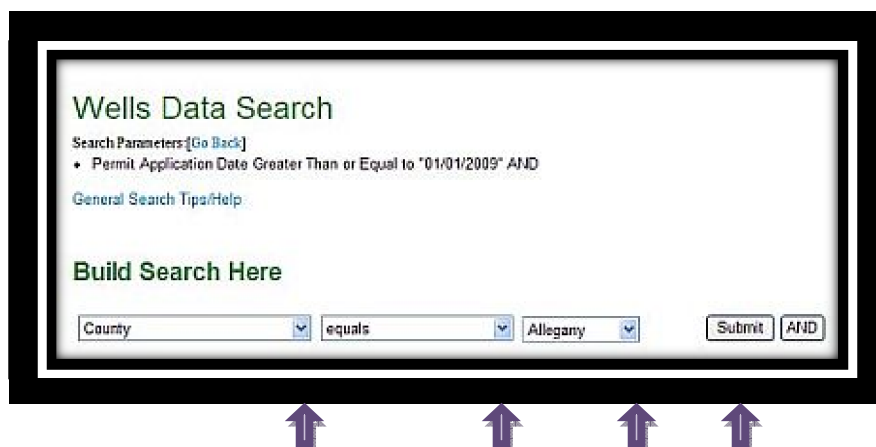 Wells Data Search
Search Parameters:[Go Back]
• Permit Application Date Greater Than or Equal to "01/01/2009" AND
General Search Tips/Help
Build Search Here
County equals Allegany Submit AND